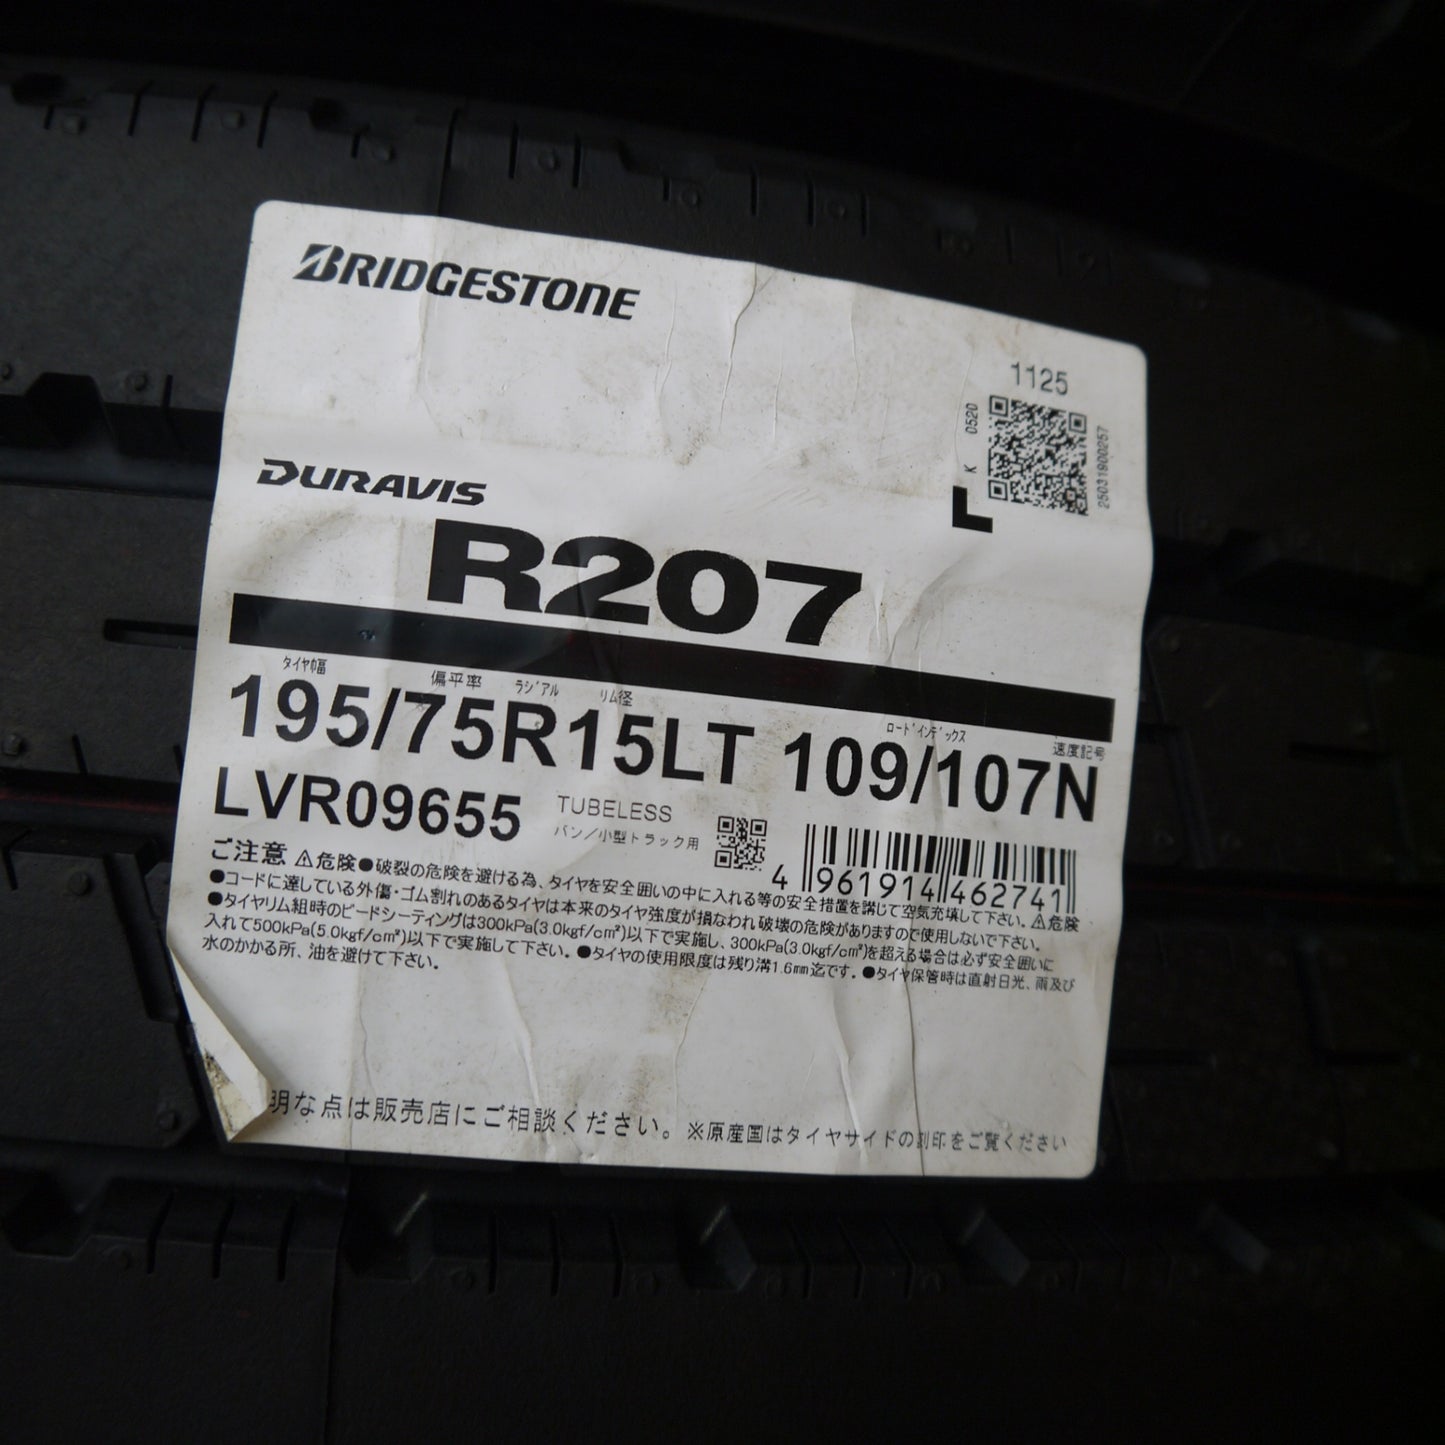 BRIDGESTONE
1125
K 0520
25031900257
L
DURAVIS
R207
タイヤ幅 偏平率 ラジアル リム径 ロードインデックス 速度記号
195/75R15LT 109/107N
LVR09655
TUBELESS
バン／小型トラック用
4 961914 462741
ご注意 ⚠危険●破裂の危険を避ける為、タイヤを安全囲いの中に入れる等の安全措置を講じて空気充填して下さい。⚠危険
●コードに達している外傷・ゴム割れのあるタイヤは本来のタイヤ強度が損なわれ破壊の危険がありますので使用しないで下さい。
●タイヤリム組時のビードシーティングは300kPa(3.0kgf/c㎡)以下で実施し、300kPa(3.0kgf/c㎡)を超える場合は必ず安全囲いに
入れて500kPa(5.0kgf/c㎡)以下で実施して下さい。●タイヤの使用限度は残り溝1.6mm迄です。●タイヤ保管時は直射日光、雨及び
水のかかる所、油を避けて下さい。
明な点は販売店にご相談ください。※原産国はタイヤサイドの刻印をご覧ください